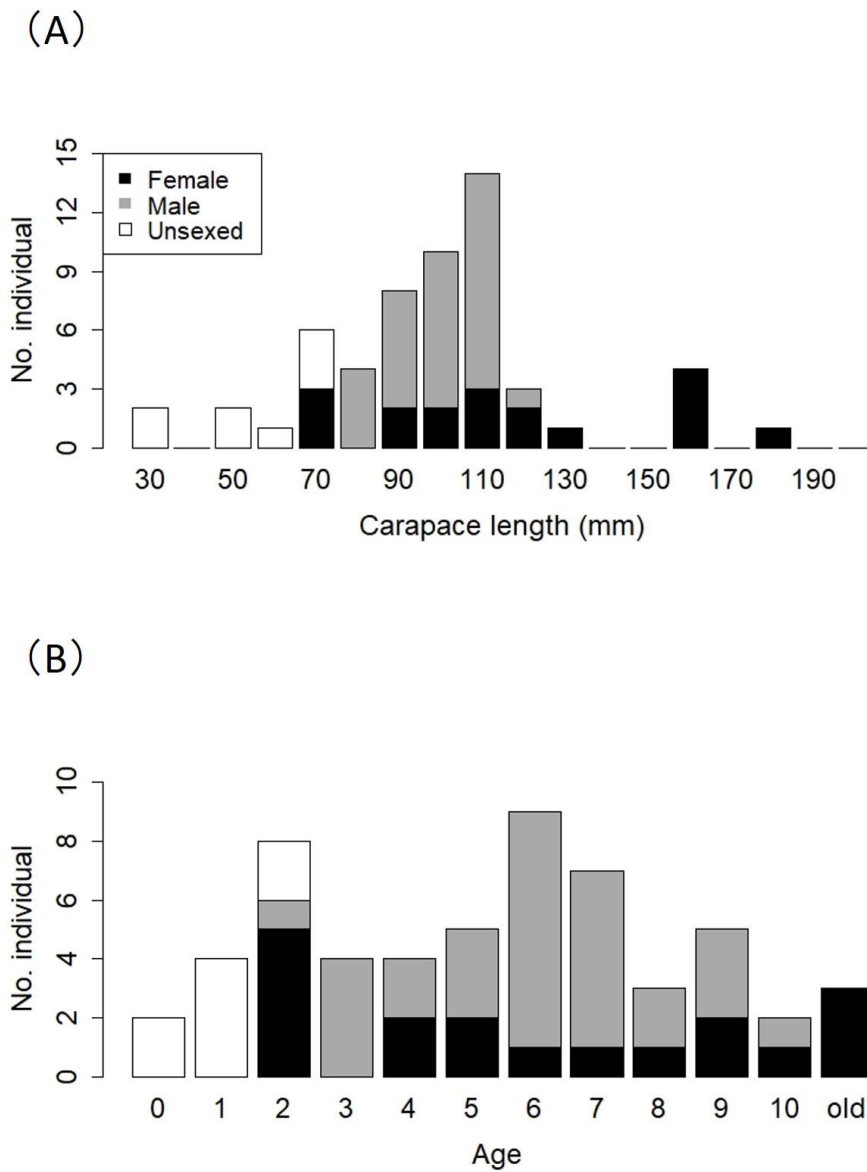 （A）
15
12
9
6
3
0
No. individual
Female
Male
Unsexed
30 50 70 90 110 130 150 170 190
Carapace length (mm)
（B）
10
8
6
4
2
0
No. individual
0 1 2 3 4 5 6 7 8 9 10 old
Age